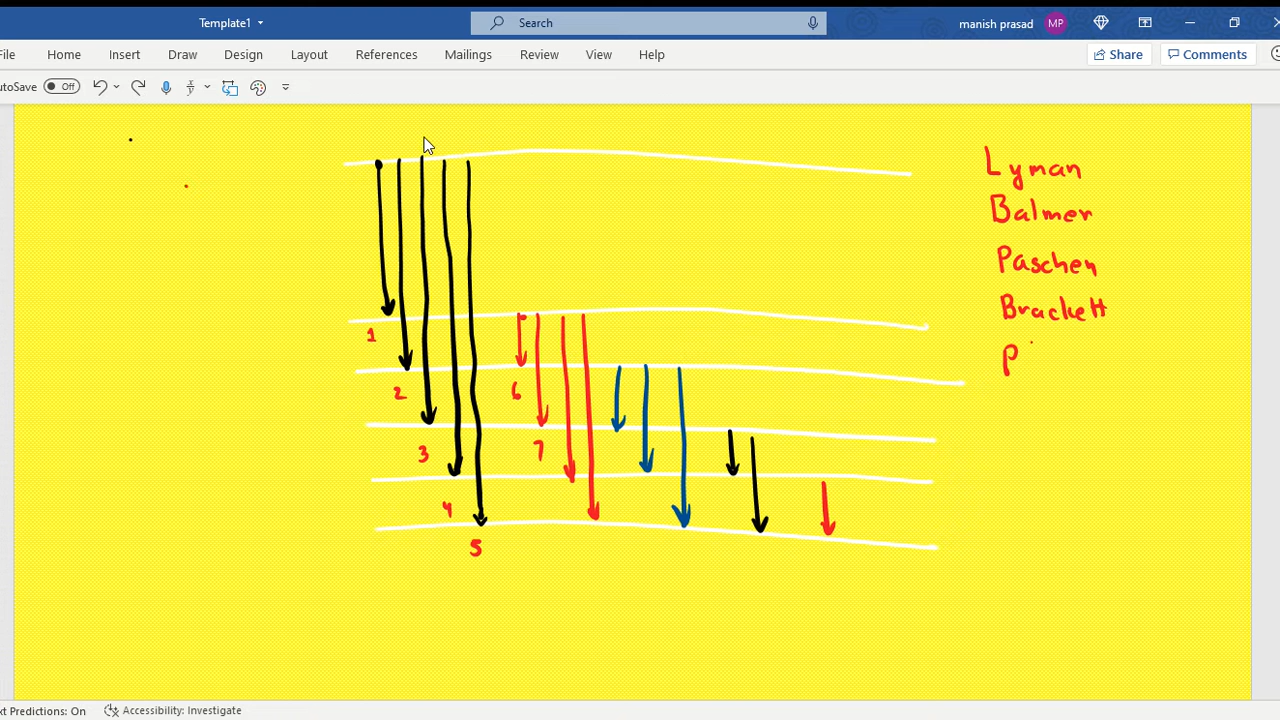 Template1
Search
manish prasad
MP
File Home Insert Draw Design Layout References Mailings Review View Help
Share Comments
AutoSave Off x/y
Lyman
Balmer
Paschen
Brackett
P
1
2
6
3
7
4
5
Text Predictions: On Accessibility: Investigate